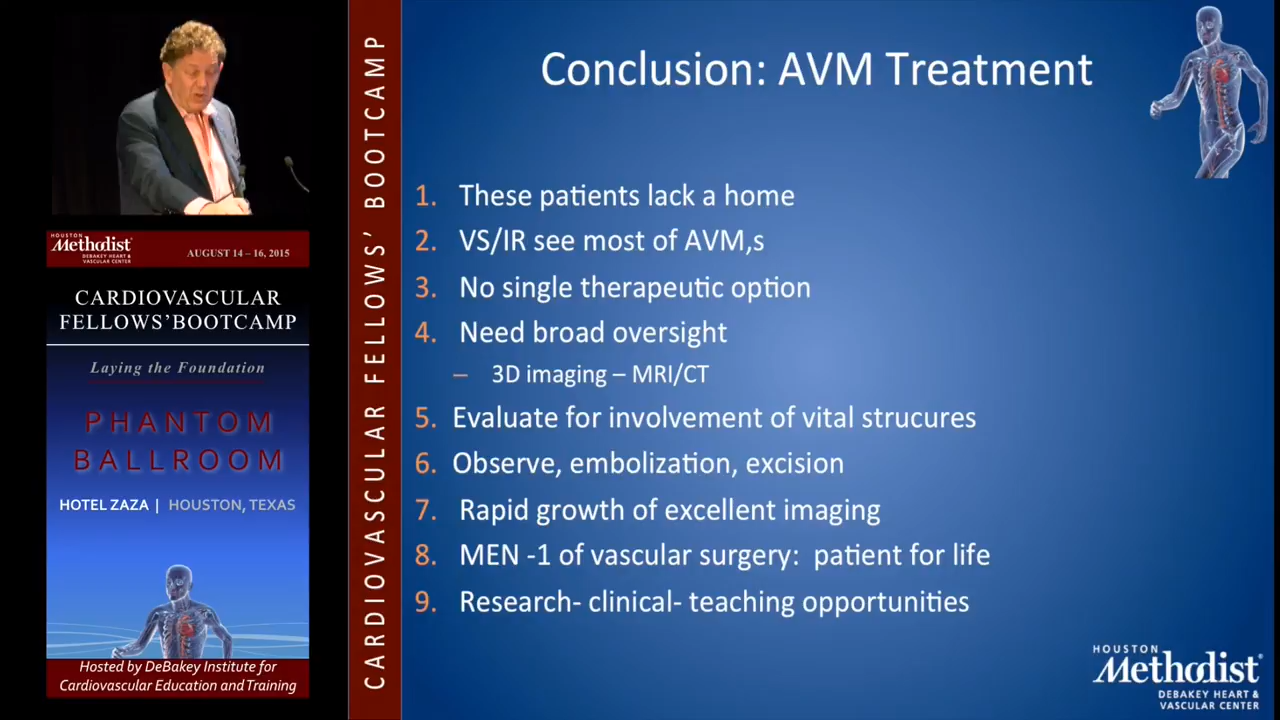 HOUSTON
Methodist
DEBAKEY HEART &
VASCULAR CENTER
AUGUST 14 – 16, 2015
CARDIOVASCULAR
FELLOWS'BOOTCAMP
Laying the Foundation
PHANTOM
BALLROOM
HOTEL ZAZA | HOUSTON, TEXAS
Hosted by DeBakey Institute for
Cardiovascular Education and Training
CARDIOVASCULAR FELLOWS' BOOTCAMP
Conclusion: AVM Treatment
1. These patients lack a home
2. VS/IR see most of AVM,s
3. No single therapeutic option
4. Need broad oversight
– 3D imaging – MRI/CT
5. Evaluate for involvement of vital strucures
6. Observe, embolization, excision
7. Rapid growth of excellent imaging
8. MEN -1 of vascular surgery: patient for life
9. Research- clinical- teaching opportunities
HOUSTON
Methodist
DEBAKEY HEART &
VASCULAR CENTER